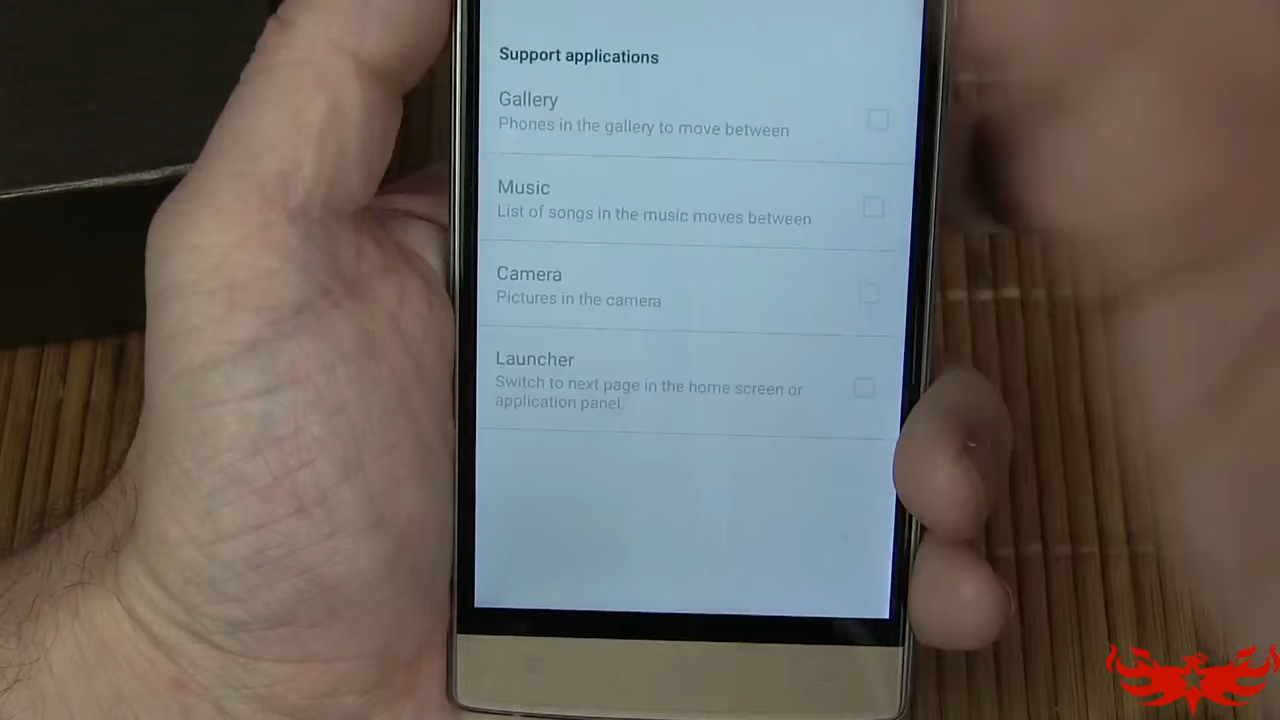 Support applications
Gallery
Phones in the gallery to move between
Music
List of songs in the music moves between
Camera
Pictures in the camera
Launcher
Switch to next page in the home screen or
application panel.